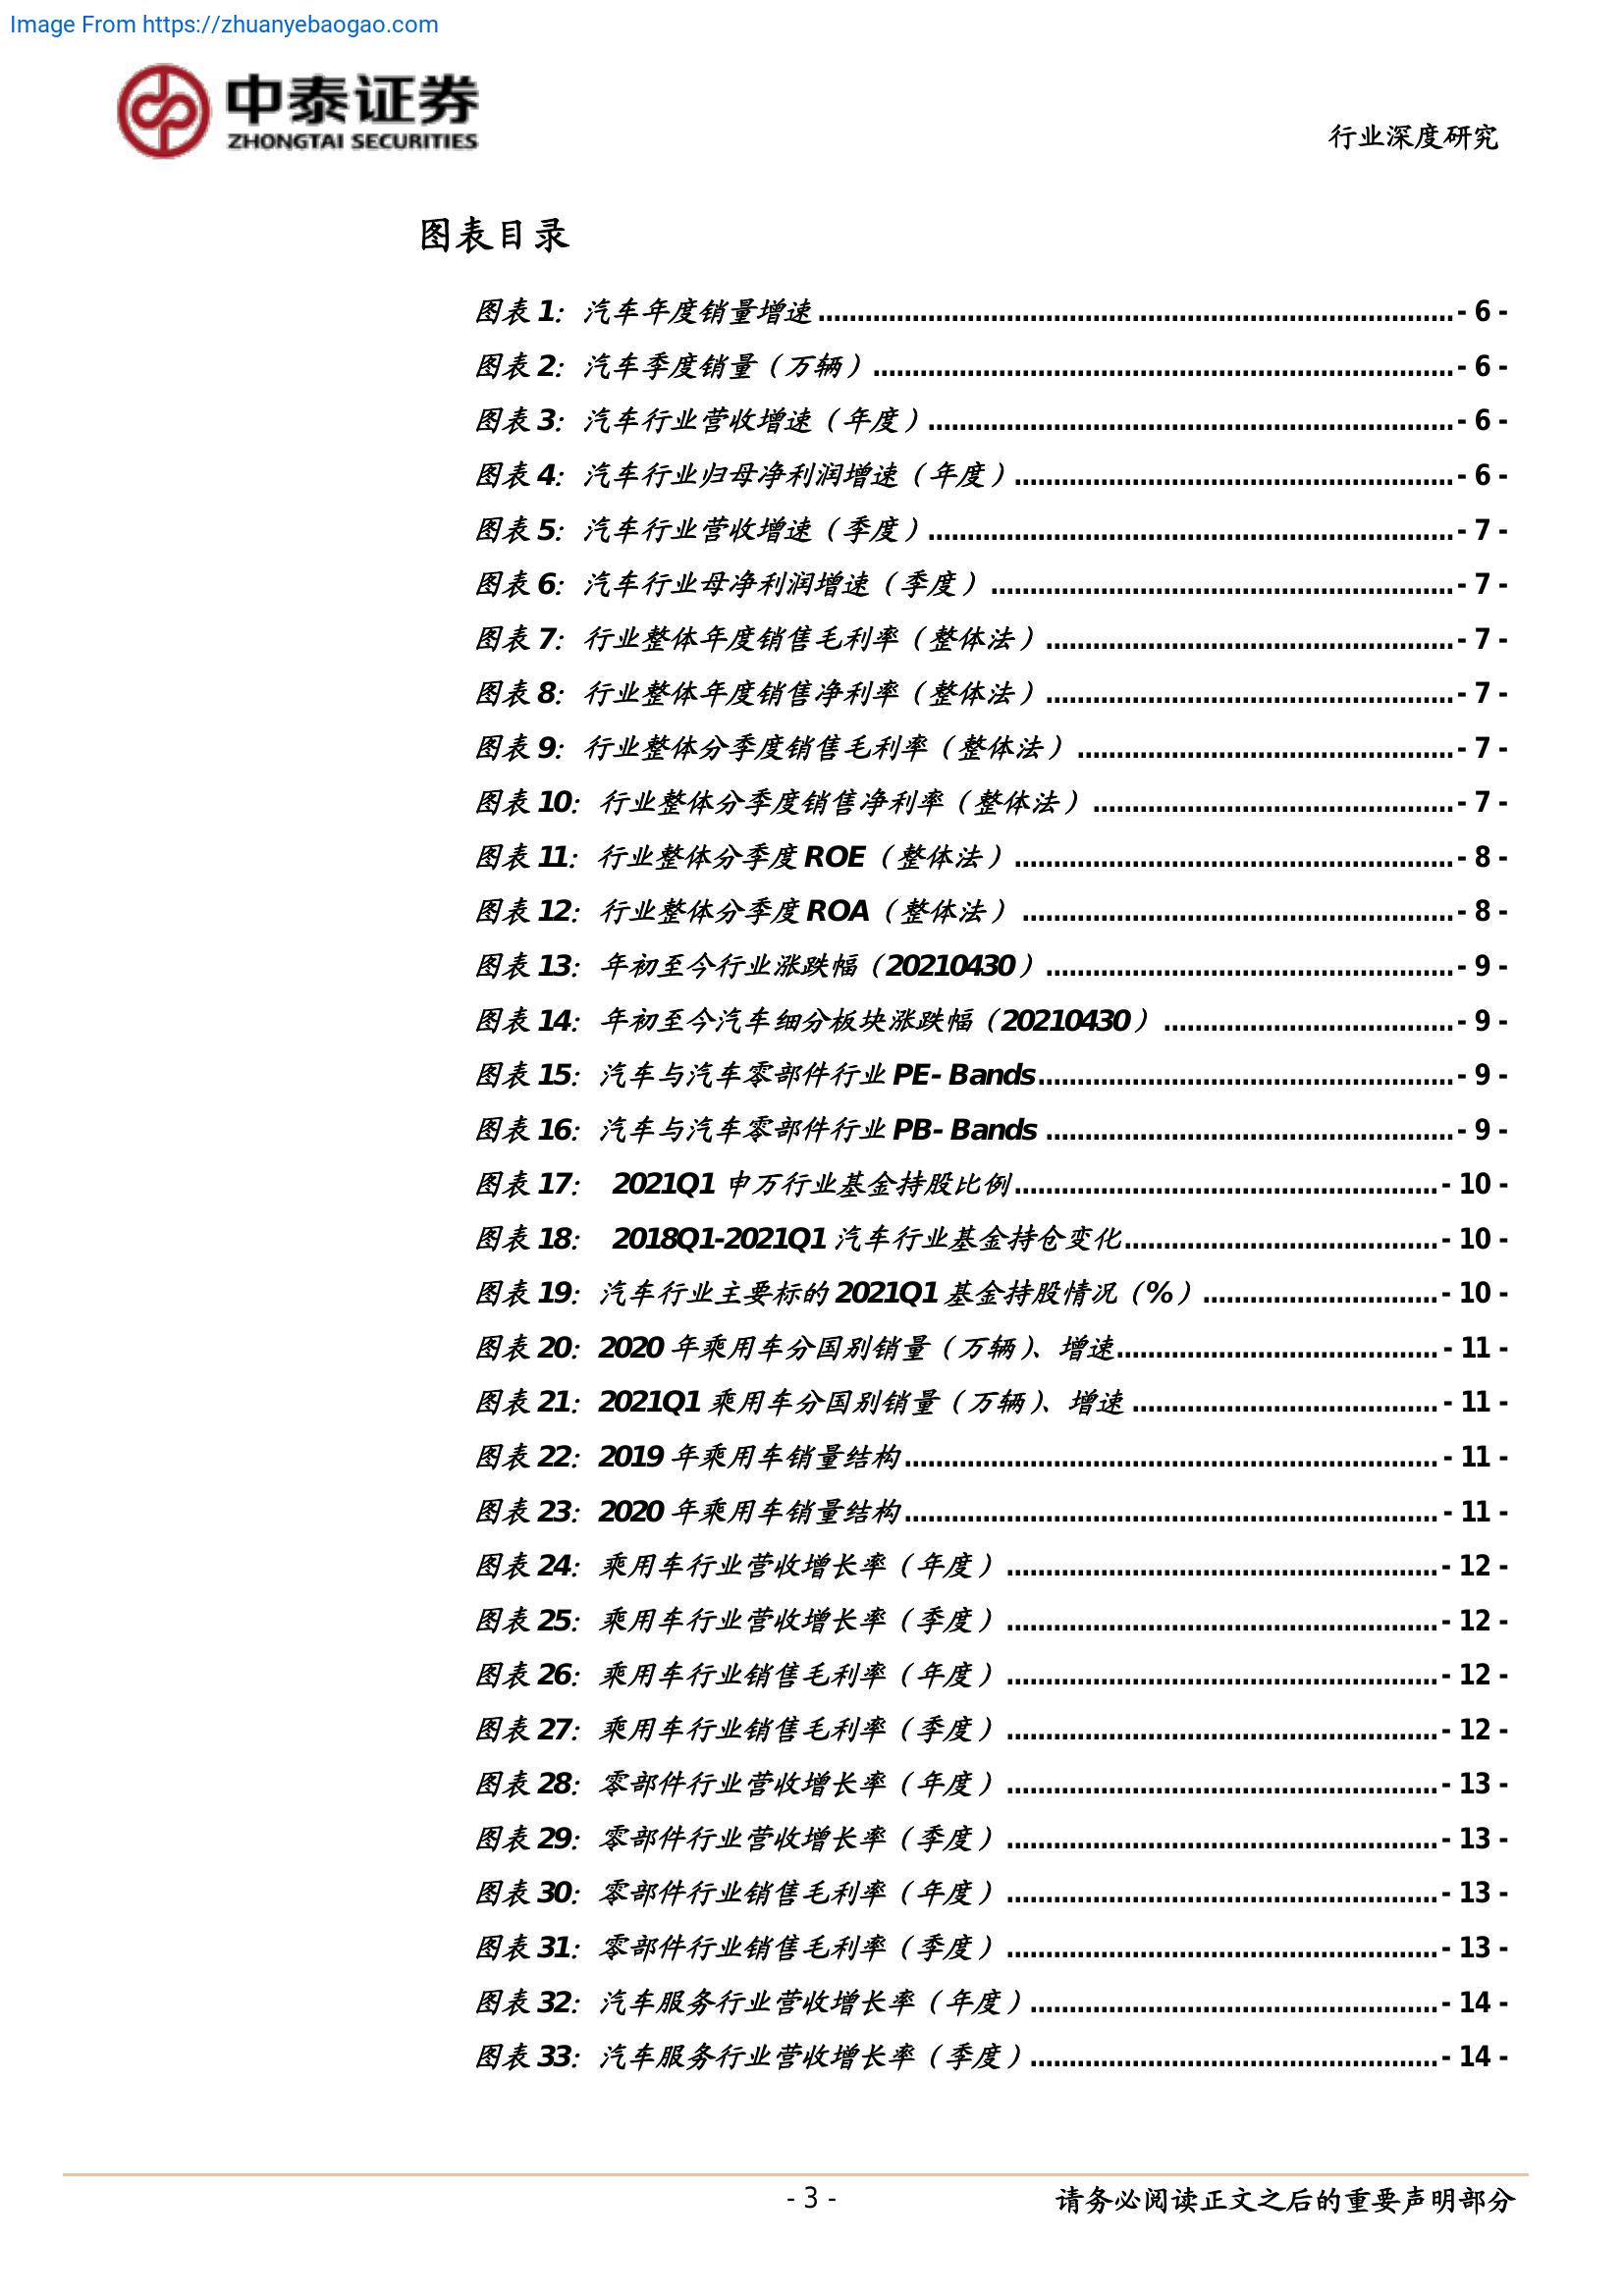 Image From https://zhuanyebaogao.com
中泰证券
ZHONGTAI SECURITIES
行业深度研究
图表目录
图表 1：汽车年度销量增速................................................................................- 6 -
图表 2：汽车季度销量（万辆）.........................................................................- 6 -
图表 3：汽车行业营收增速（年度）..................................................................- 6 -
图表 4：汽车行业归母净利润增速（年度）.......................................................- 6 -
图表 5：汽车行业营收增速（季度）..................................................................- 7 -
图表 6：汽车行业母净利润增速（季度）..........................................................- 7 -
图表 7：行业整体年度销售毛利率（整体法）...................................................- 7 -
图表 8：行业整体年度销售净利率（整体法）...................................................- 7 -
图表 9：行业整体分季度销售毛利率（整体法）...............................................- 7 -
图表 10：行业整体分季度销售净利率（整体法）.............................................- 7 -
图表 11：行业整体分季度 ROE（整体法）.......................................................- 8 -
图表 12：行业整体分季度 ROA（整体法）......................................................- 8 -
图表 13：年初至今行业涨跌幅（20210430）...................................................- 9 -
图表 14：年初至今汽车细分板块涨跌幅（20210430）....................................- 9 -
图表 15：汽车与汽车零部件行业 PE- Bands....................................................- 9 -
图表 16：汽车与汽车零部件行业 PB- Bands...................................................- 9 -
图表 17： 2021Q1 申万行业基金持股比例.....................................................- 10 -
图表 18： 2018Q1-2021Q1 汽车行业基金持仓变化.......................................- 10 -
图表 19：汽车行业主要标的 2021Q1 基金持股情况（%）.............................- 10 -
图表 20：2020 年乘用车分国别销量（万辆）、增速........................................- 11 -
图表 21：2021Q1 乘用车分国别销量（万辆）、增速......................................- 11 -
图表 22：2019 年乘用车销量结构...................................................................- 11 -
图表 23：2020 年乘用车销量结构...................................................................- 11 -
图表 24：乘用车行业营收增长率（年度）......................................................- 12 -
图表 25：乘用车行业营收增长率（季度）......................................................- 12 -
图表 26：乘用车行业销售毛利率（年度）......................................................- 12 -
图表 27：乘用车行业销售毛利率（季度）......................................................- 12 -
图表 28：零部件行业营收增长率（年度）......................................................- 13 -
图表 29：零部件行业营收增长率（季度）......................................................- 13 -
图表 30：零部件行业销售毛利率（年度）......................................................- 13 -
图表 31：零部件行业销售毛利率（季度）......................................................- 13 -
图表 32：汽车服务行业营收增长率（年度）...................................................- 14 -
图表 33：汽车服务行业营收增长率（季度）...................................................- 14 -
- 3 -
请务必阅读正文之后的重要声明部分